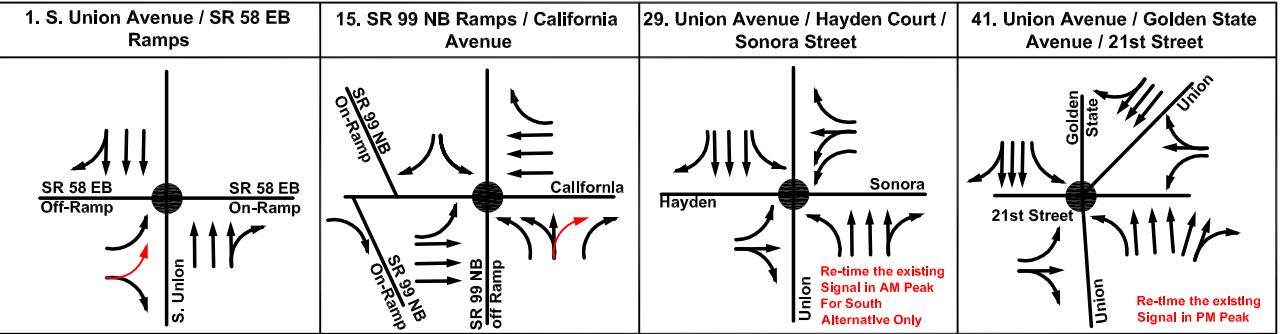 1. S. Union Avenue / SR 58 EB
Ramps
15. SR 99 NB Ramps / California
Avenue
29. Union Avenue / Hayden Court /
Sonora Street
41. Union Avenue / Golden State
Avenue / 21st Street
SR 58 EB
Off-Ramp
SR 58 EB
On-Ramp
S. Union
SR 99 NB
On-Ramp
California
SR 99 NB
On-Ramp
SR 99 NB
off Ramp
Sonora
Hayden
Union
Re-time the existing
Signal in AM Peak
For South
Alternative Only
Golden
State
Union
21st Street
Union
Re-time the existing
Signal in PM Peak